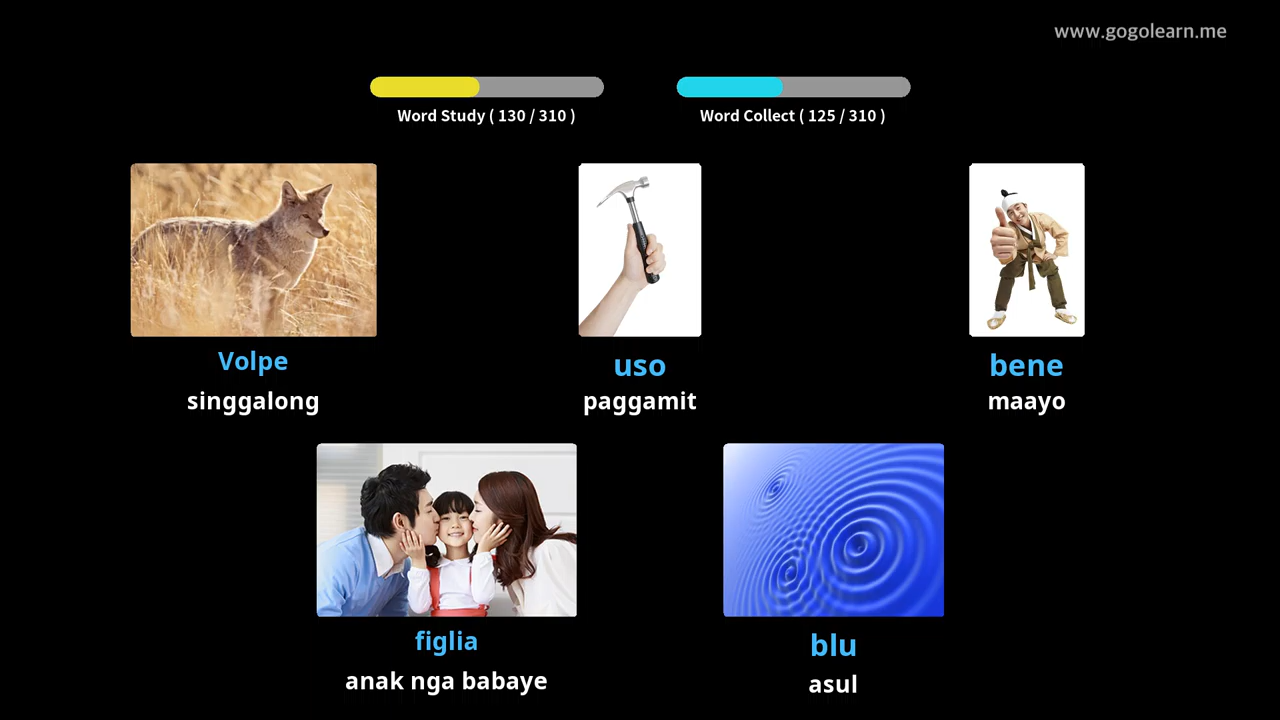 www.gogolearn.me
Word Study ( 130 / 310 )
Word Collect ( 125 / 310 )
Volpe
singgalong
uso
paggamit
bene
maayo
figlia
anak nga babaye
blu
asul